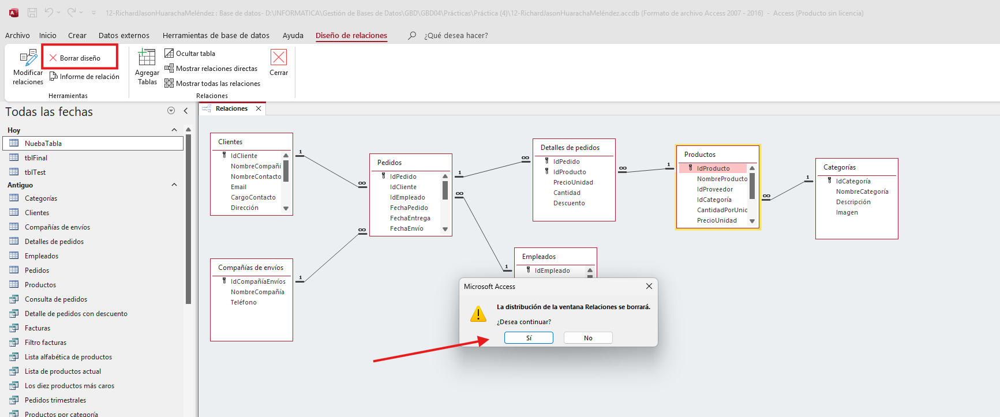 12-RichardJasonHuarachaMeléndez : Base de datos- D:\INFORMATICA\Gestión de Bases de Datos\GBD\GBD04\Prácticas\Práctica (4)\12-RichardJasonHuarachaMeléndez.accdb (Formato de archivo Access 2007 - 2016) - Access (Producto sin licencia)
Archivo Inicio Crear Datos externos Herramientas de base de datos Ayuda Diseño de relaciones ¿Qué desea hacer?
Modificar relaciones
Borrar diseño
Informe de relación
Herramientas
Agregar Tablas
Ocultar tabla
Mostrar relaciones directas
Mostrar todas las relaciones
Cerrar
Relaciones
Todas las fechas
Hoy
NuebaTabla
tblFinal
tblTest
Antiguo
Categorías
Clientes
Compañías de envíos
Detalles de pedidos
Empleados
Pedidos
Productos
Consulta de pedidos
Detalle de pedidos con descuento
Facturas
Filtro facturas
Lista alfabética de productos
Lista de productos actual
Los diez productos más caros
Pedidos trimestrales
Productos por categoría
Relaciones
Clientes
IdCliente
NombreCompañí
NombreContacto
Email
CargoContacto
Dirección
1
∞
Compañías de envíos
IdCompañíaEnvíos
NombreCompañía
Teléfono
1
∞
Pedidos
IdPedido
IdCliente
IdEmpleado
FechaPedido
FechaEntrega
FechaEnvío
1
∞
∞
1
Detalles de pedidos
IdPedido
IdProducto
PrecioUnidad
Cantidad
Descuento
∞
1
Productos
IdProducto
NombreProducto
IdProveedor
IdCategoría
CantidadPorUnic
PrecioUnidad
∞
1
Categorías
IdCategoría
NombreCategoría
Descripción
Imagen
Empleados
IdEmpleado
Microsoft Access
La distribución de la ventana Relaciones se borrará.
¿Desea continuar?
Sí
No